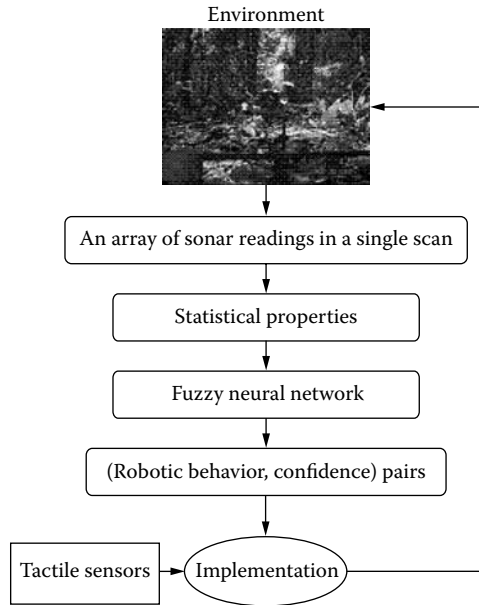 Environment
An array of sonar readings in a single scan
Statistical properties
Fuzzy neural network
(Robotic behavior, confidence) pairs
Tactile sensors
Implementation